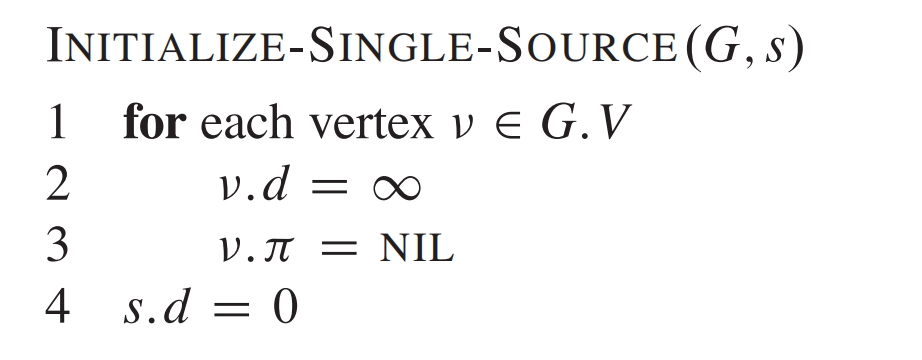 INITIALIZE-SINGLE-SOURCE(G, s)
1 for each vertex v ∈ G.V
2 v.d = ∞
3 v.π = NIL
4 s.d = 0